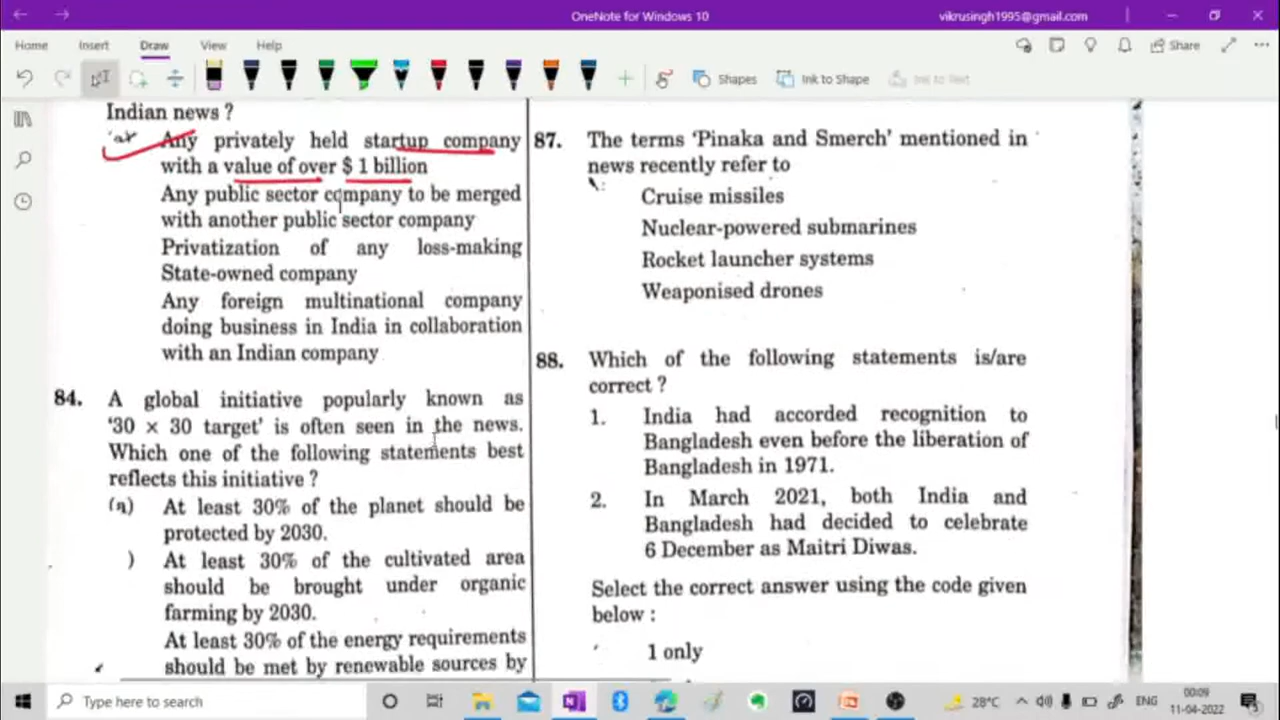 OneNote for Windows 10
vikrusingh1995@gmail.com
Home Insert Draw View Help
Share
Shapes
Ink to Shape
Ink to Text
Indian news ?
Any privately held startup company
with a value of over $ 1 billion
Any public sector company to be merged
with another public sector company
Privatization of any loss-making
State-owned company
Any foreign multinational company
doing business in India in collaboration
with an Indian company
84. A global initiative popularly known as
'30 × 30 target' is often seen in the news.
Which one of the following statements best
reflects this initiative ?
(a) At least 30% of the planet should be
protected by 2030.
) At least 30% of the cultivated area
should be brought under organic
farming by 2030.
At least 30% of the energy requirements
should be met by renewable sources by
87. The terms 'Pinaka and Smerch' mentioned in
news recently refer to
Cruise missiles
Nuclear-powered submarines
Rocket launcher systems
Weaponised drones
88. Which of the following statements is/are
correct ?
1. India had accorded recognition to
Bangladesh even before the liberation of
Bangladesh in 1971.
2. In March 2021, both India and
Bangladesh had decided to celebrate
6 December as Maitri Diwas.
Select the correct answer using the code given
below :
1 only
Type here to search
28°C
ENG
00:09
11-04-2022